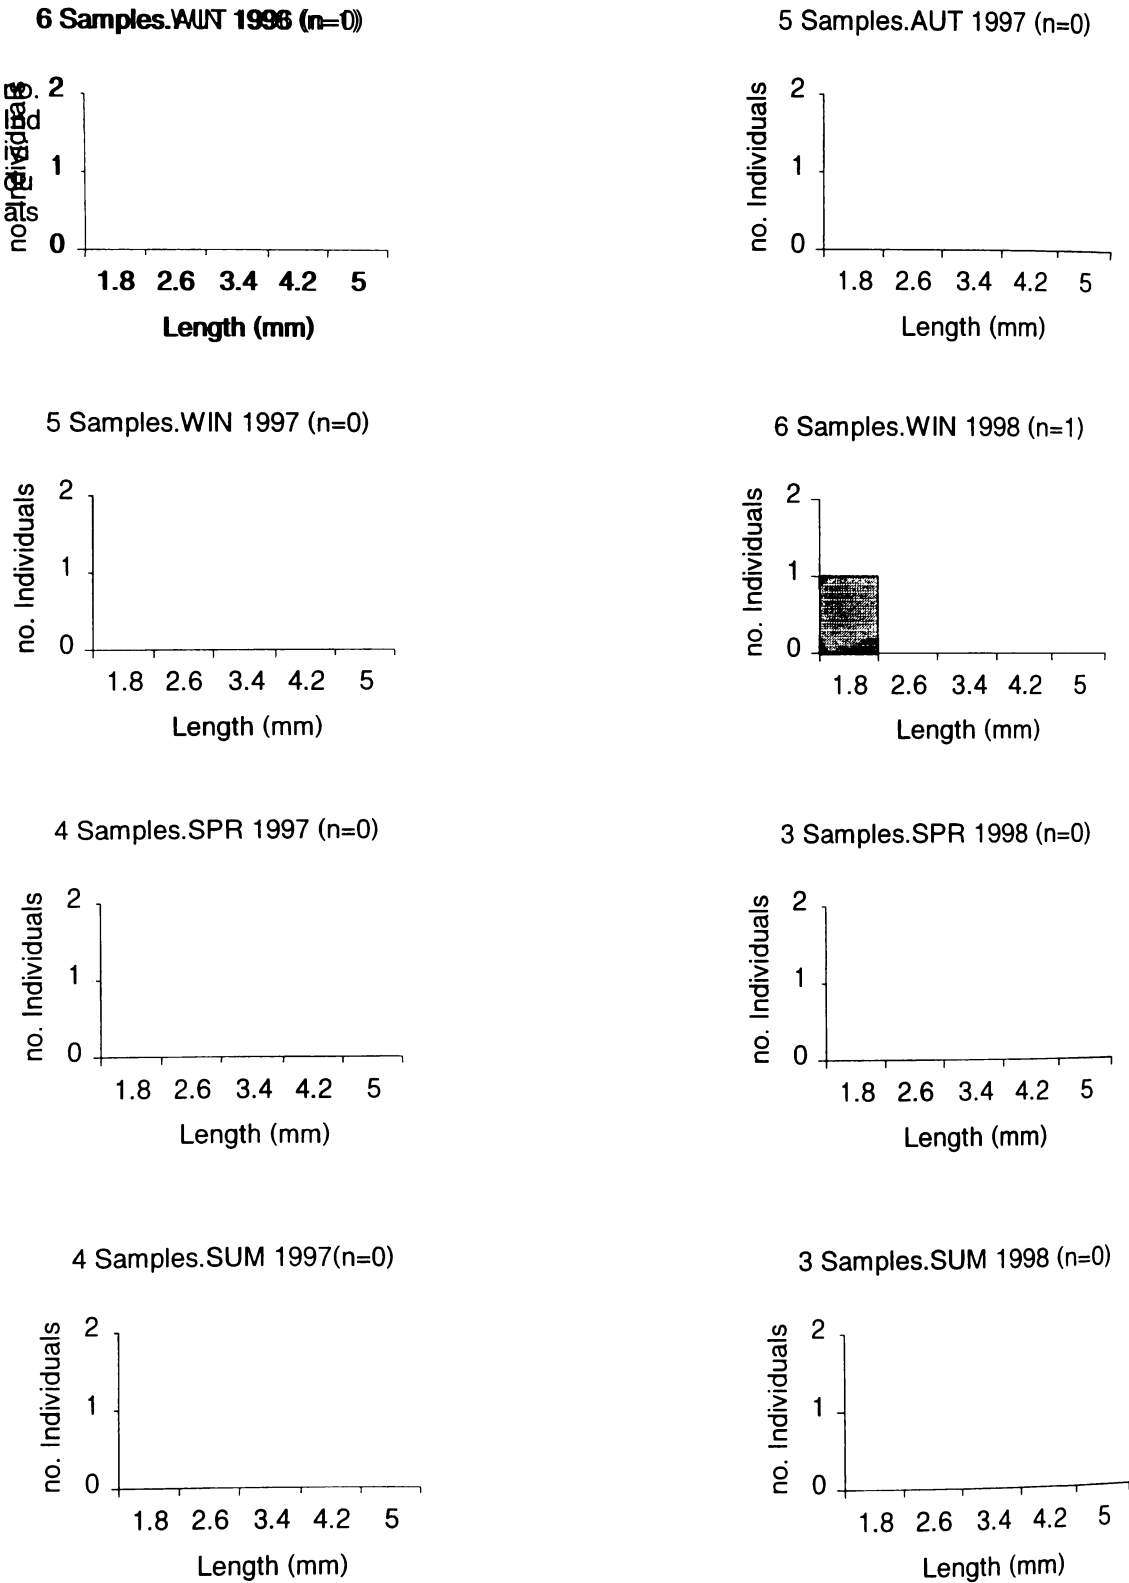 6 Samples.
no. Individuals
2
1
0
1.8 2.6 3.4 4.2 5
Length (mm)
5 Samples.AUT 1997 (n=0)
no. Individuals
2
1
0
1.8 2.6 3.4 4.2 5
Length (mm)
5 Samples.WIN 1997 (n=0)
no. Individuals
2
1
0
1.8 2.6 3.4 4.2 5
Length (mm)
6 Samples.WIN 1998 (n=1)
no. Individuals
2
1
0
1.8 2.6 3.4 4.2 5
Length (mm)
4 Samples.SPR 1997 (n=0)
no. Individuals
2
1
0
1.8 2.6 3.4 4.2 5
Length (mm)
3 Samples.SPR 1998 (n=0)
no. Individuals
2
1
0
1.8 2.6 3.4 4.2 5
Length (mm)
4 Samples.SUM 1997(n=0)
no. Individuals
2
1
0
1.8 2.6 3.4 4.2 5
Length (mm)
3 Samples.SUM 1998 (n=0)
no. Individuals
2
1
0
1.8 2.6 3.4 4.2 5
Length (mm)